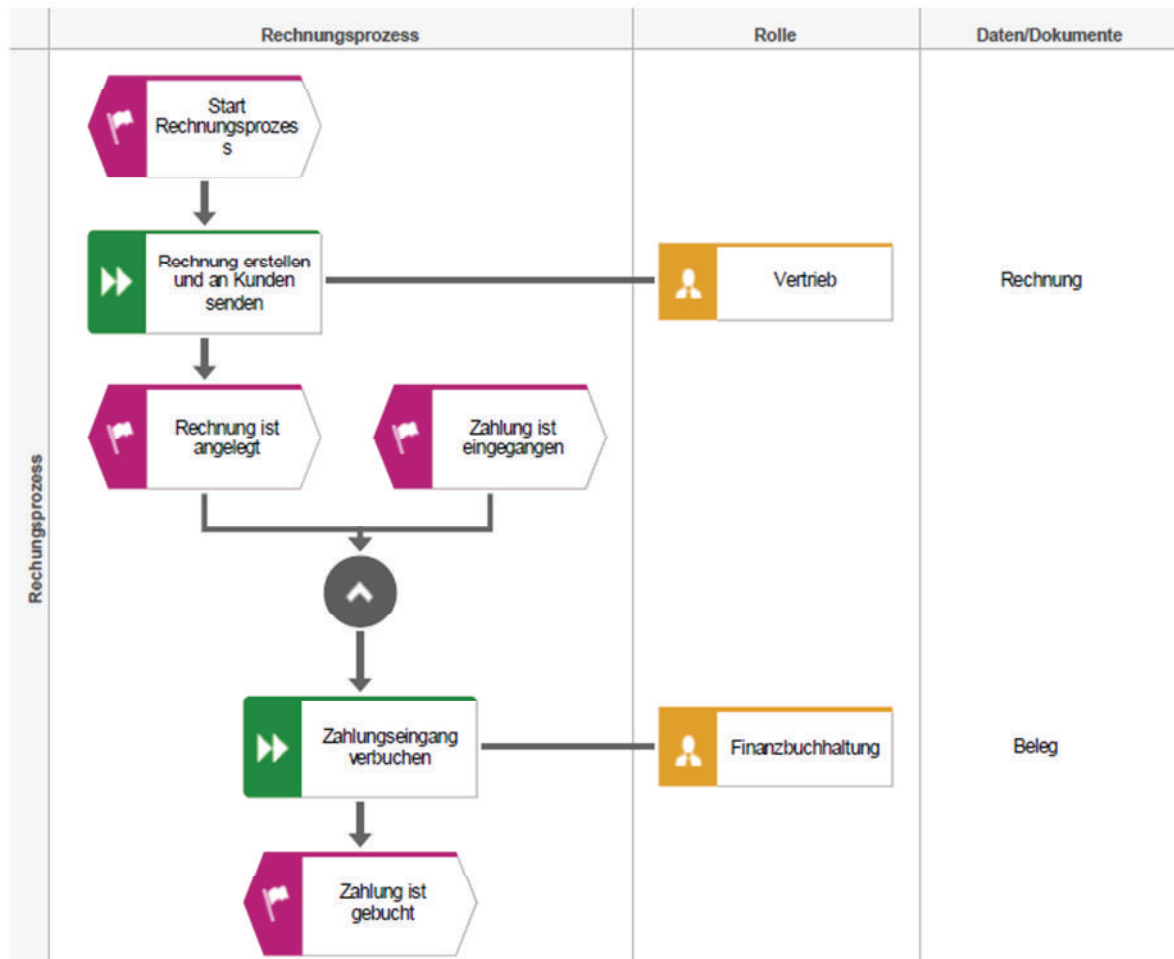 Rechnungsprozess
Rolle
Daten/Dokumente
Rechungsprozess
Start
Rechnungsprozes
s
Rechnung erstellen
und an Kunden
senden
Vertrieb
Rechnung
Rechnung ist
angelegt
Zahlung ist
eingegangen
Zahlungseingang
verbuchen
Finanzbuchhaltung
Beleg
Zahlung ist
gebucht